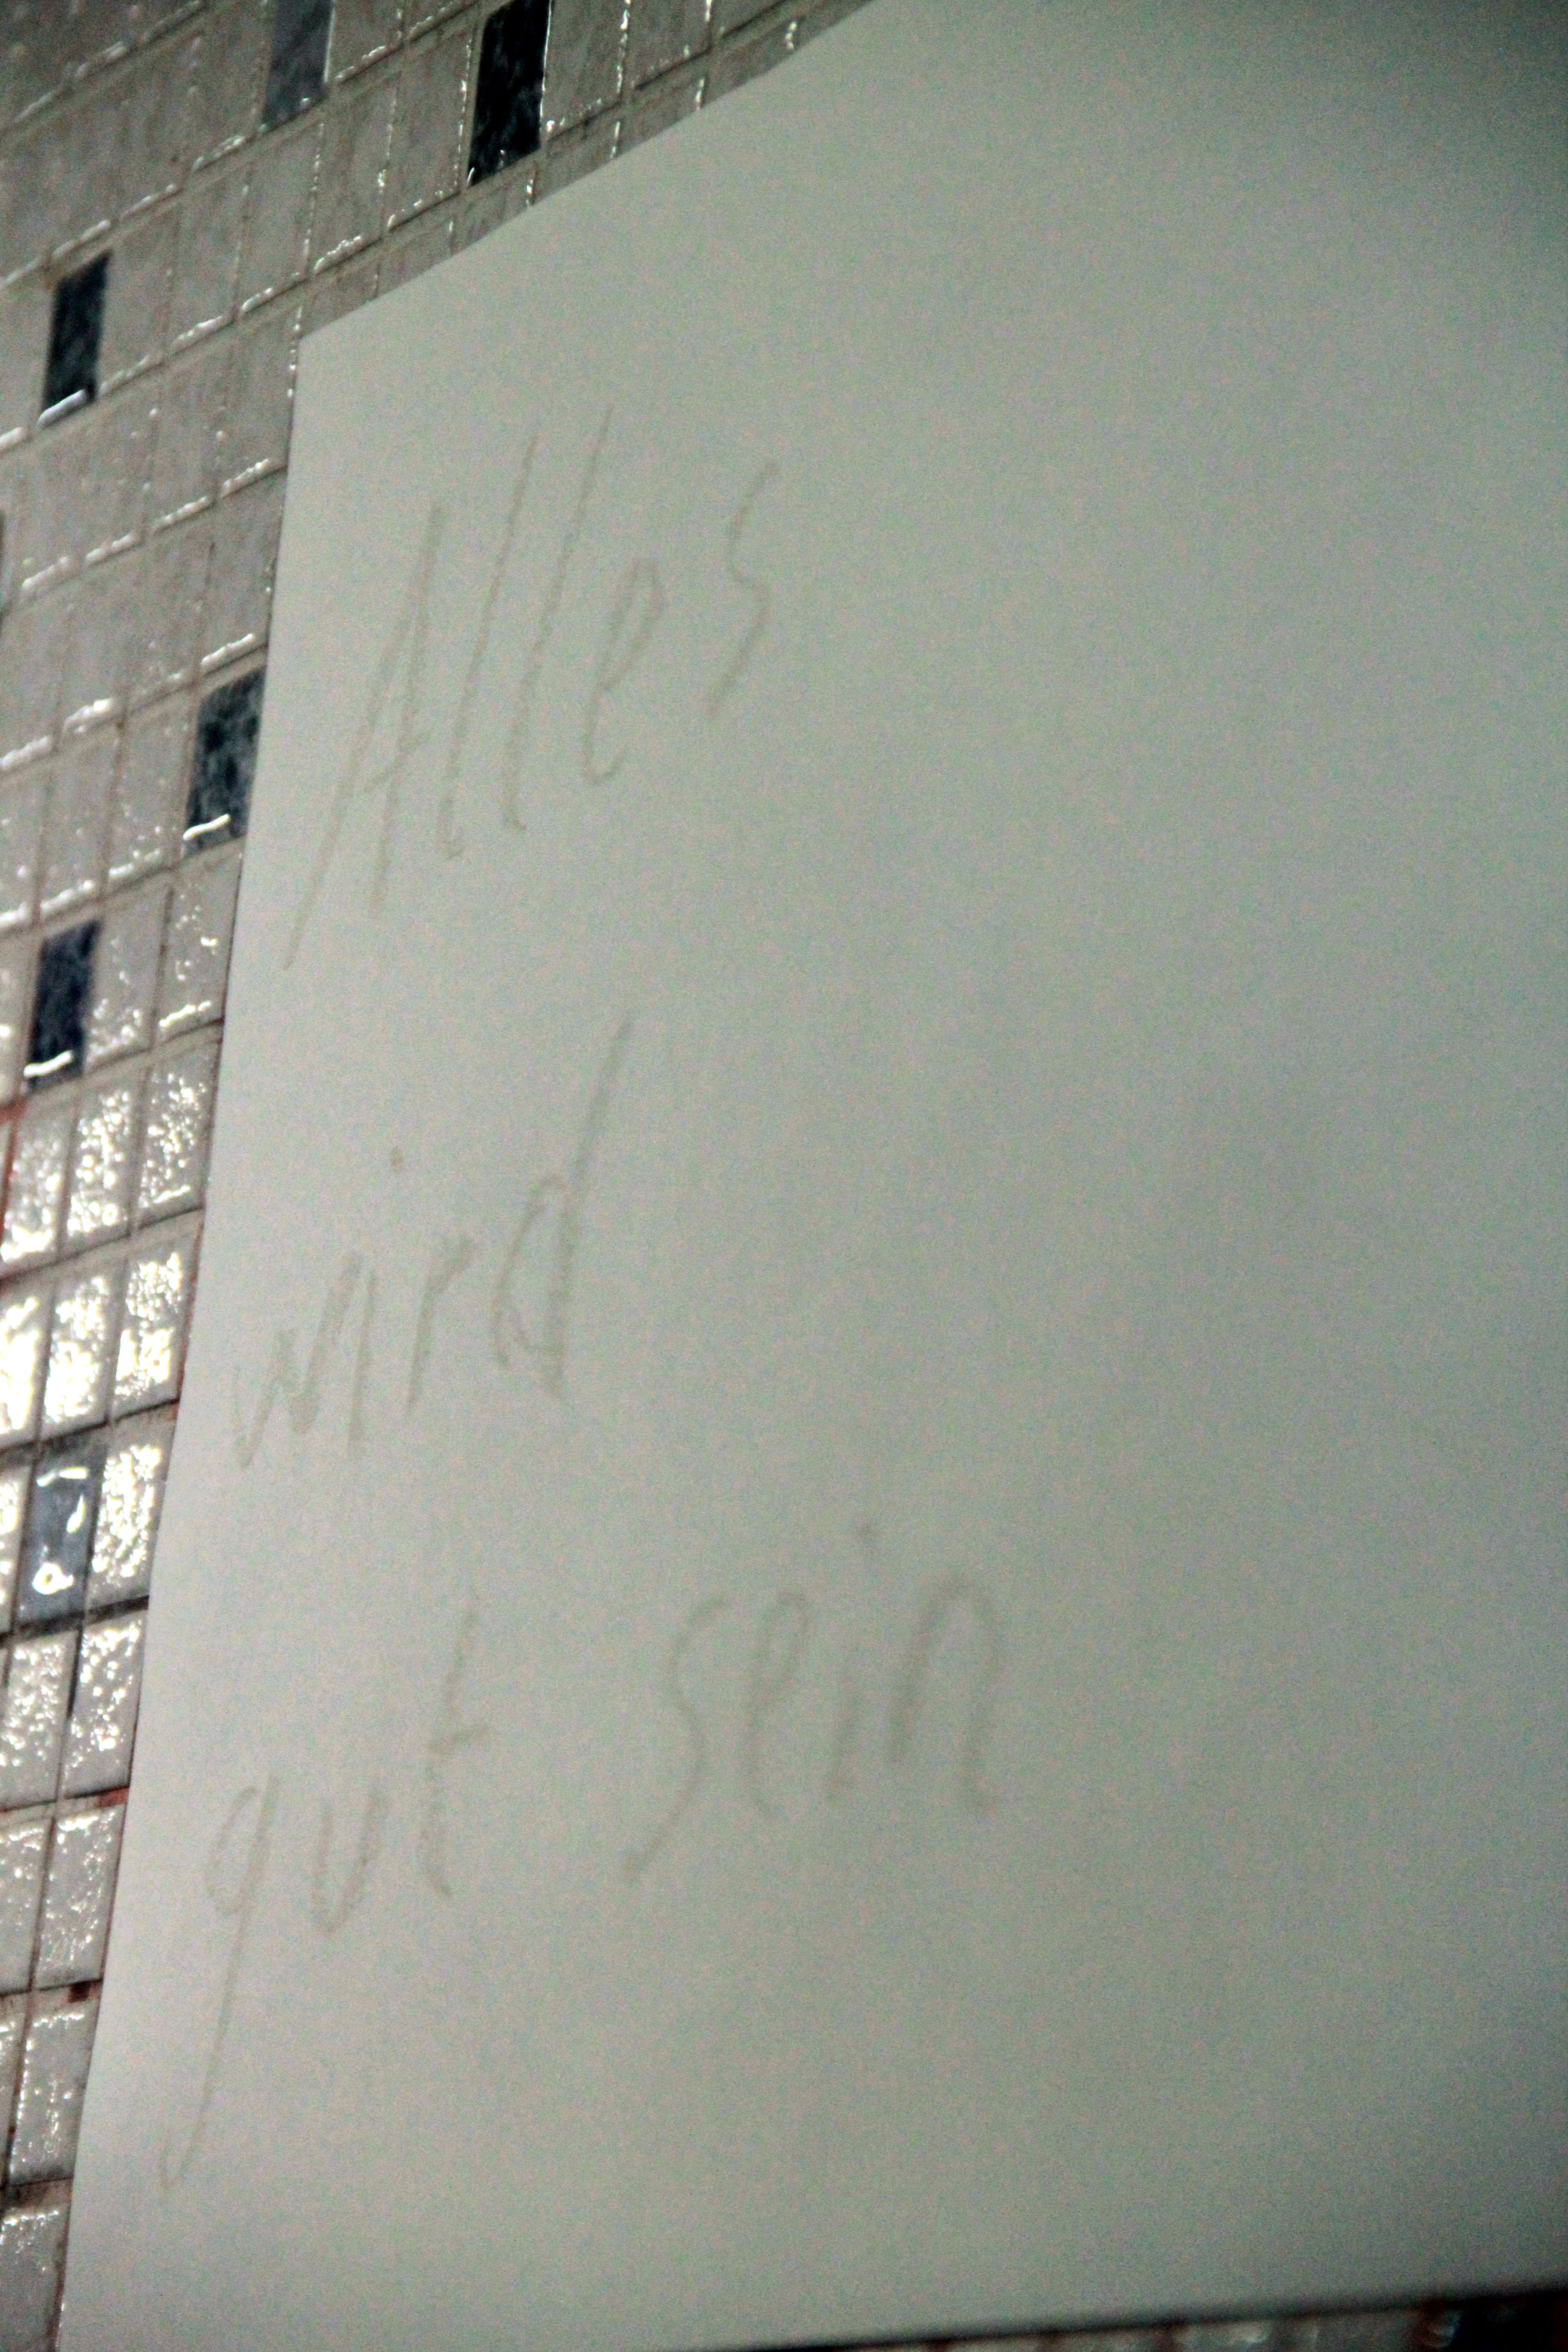 Alles
wird
gut sein